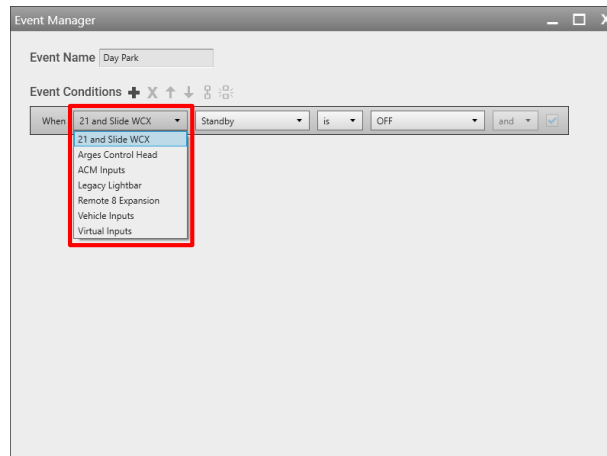 Event Manager
Event Name Day Park
Event Conditions
When 21 and Slide WCX Standby is OFF and
21 and Slide WCX
Arges Control Head
ACM Inputs
Legacy Lightbar
Remote 8 Expansion
Vehicle Inputs
Virtual Inputs